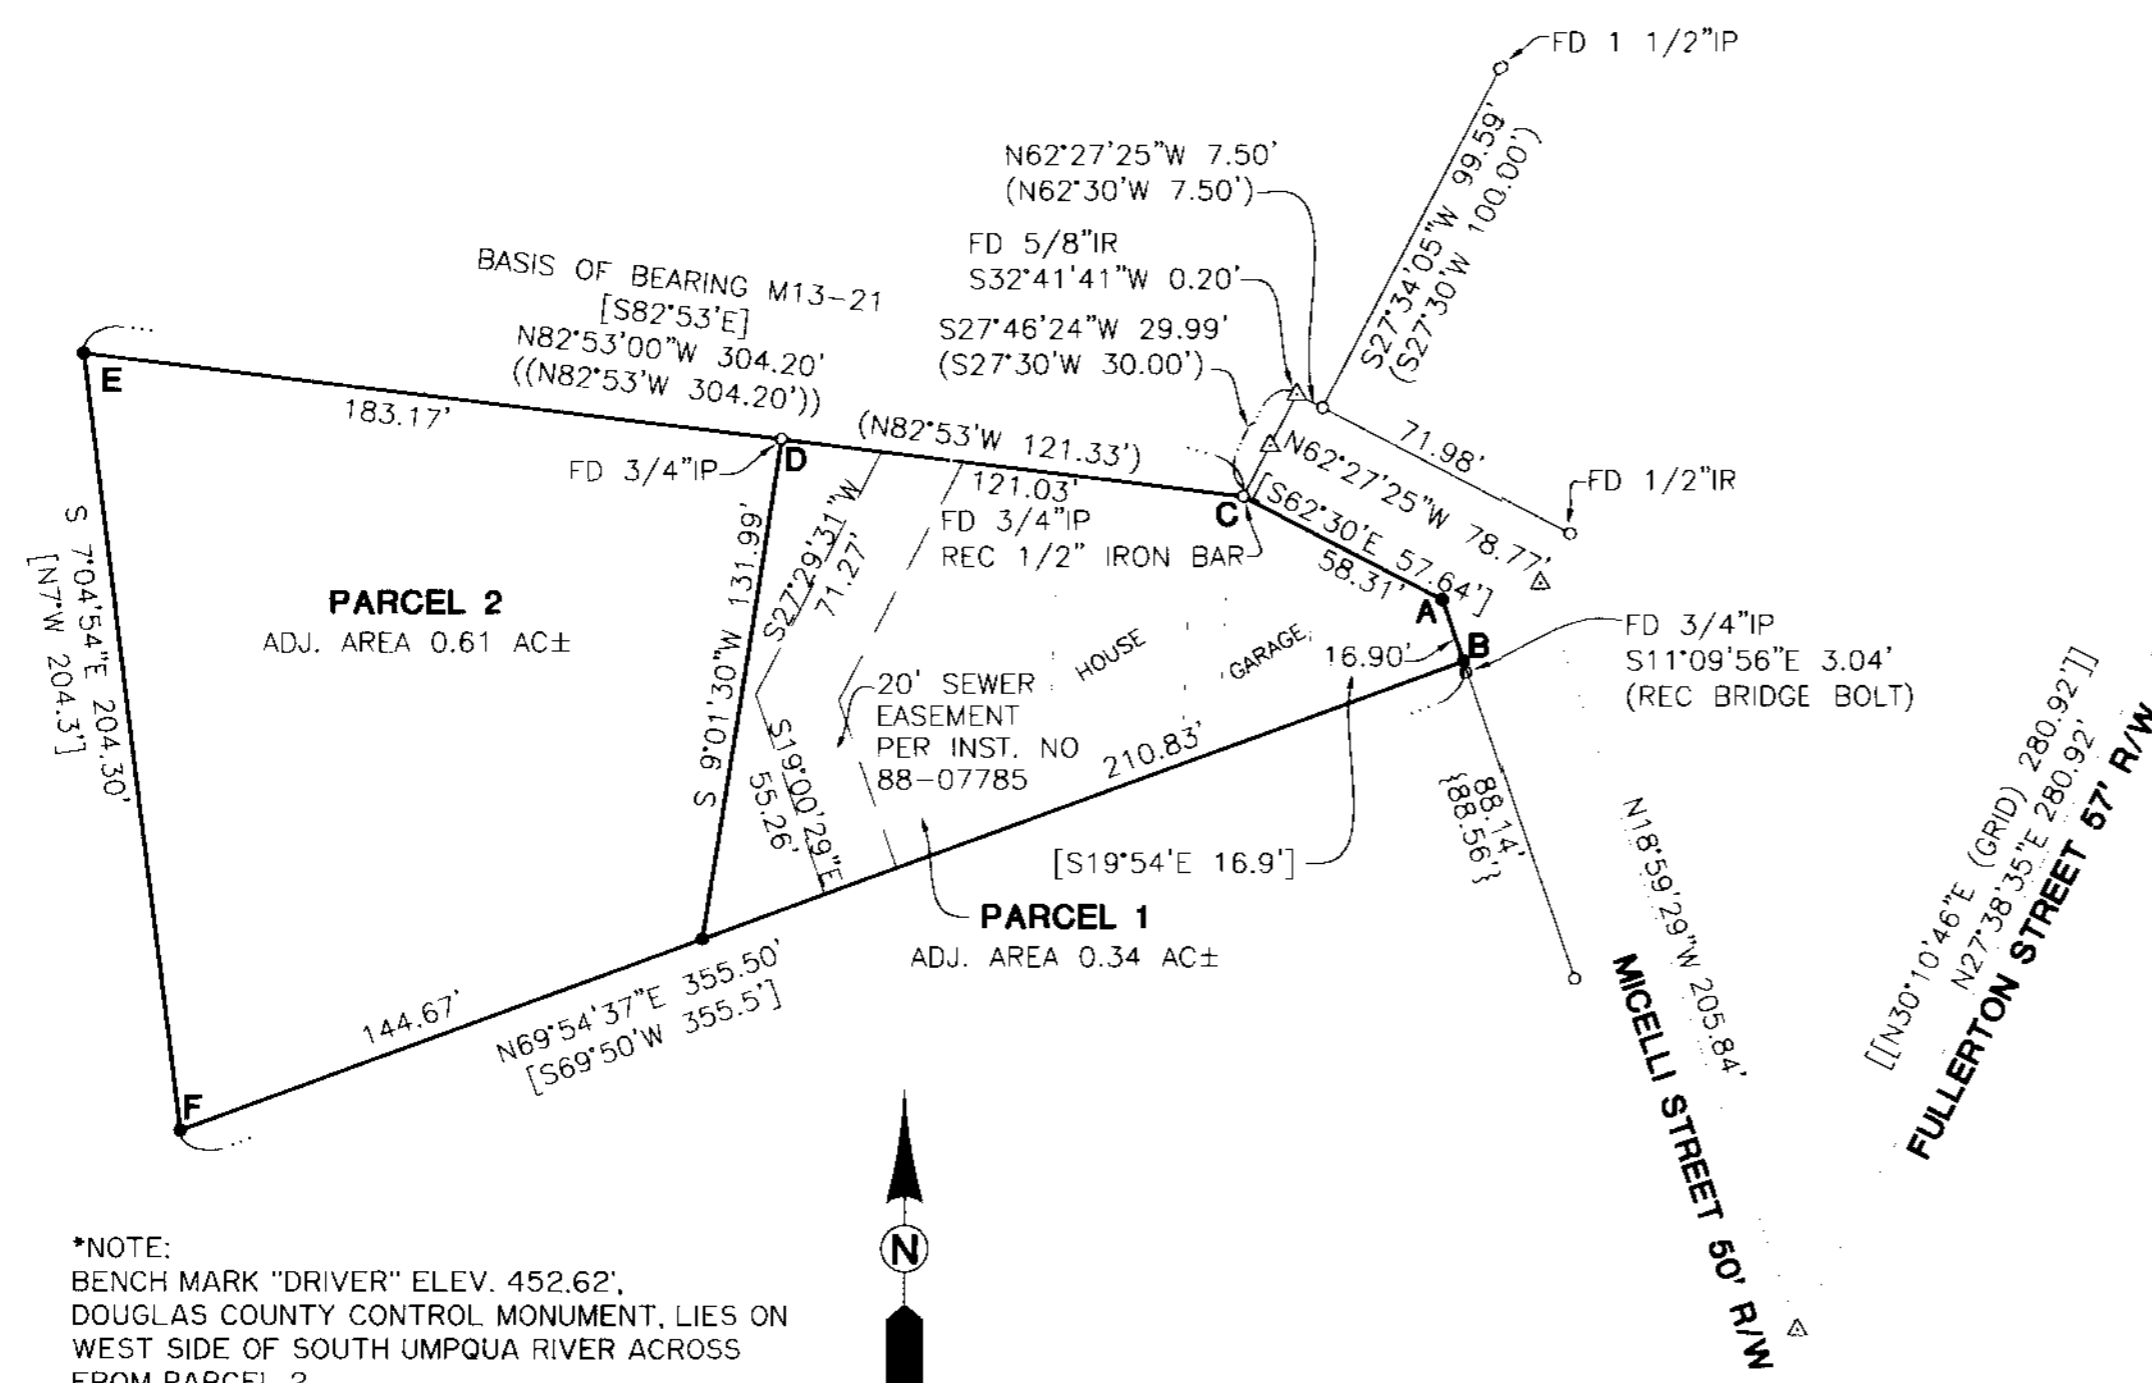 FD 1 1/2"IP
S27°34'05"W 99.59'
(S27°30'W 100.00')
N62°27'25"W 7.50'
(N62°30'W 7.50')
FD 5/8"IR
S32°41'41"W 0.20'
S27°46'24"W 29.99'
(S27°30'W 30.00')
BASIS OF BEARING M13-21
[S82°53'E]
N82°53'00"W 304.20'
((N82°53'W 304.20'))
E
183.17'
(N82°53'W 121.33')
121.03'
FD 3/4"IP
D
FD 3/4"IP
REC 1/2" IRON BAR
C
71.98'
FD 1/2"IR
N62°27'25"W 78.77'
[S62°30'E 57.64']
58.31'
A
B
16.90'
FD 3/4"IP
S11°09'56"E 3.04'
(REC BRIDGE BOLT)
S 7°04'54"E 204.30'
[N7°W 204.3']
PARCEL 2
ADJ. AREA 0.61 AC±
S 9°01'30"W 131.99'
S27°29'31"W
71.27'
S19°00'29"E
55.26'
20' SEWER
EASEMENT
PER INST. NO
88-07785
HOUSE
GARAGE
210.83'
[S19°54'E 16.9']
88.14'
{88.56'}
PARCEL 1
ADJ. AREA 0.34 AC±
144.67'
N69°54'37"E 355.50'
[S69°50'W 355.5']
F
N18°59'29"W 205.84'
MICELLI STREET 50' R/W
[[N30°10'46"E (GRID) 280.92']]
N27°38'35"E 280.92'
FULLERTON STREET 57' R/W
N
*NOTE:
BENCH MARK "DRIVER" ELEV. 452.62',
DOUGLAS COUNTY CONTROL MONUMENT, LIES ON
WEST SIDE OF SOUTH UMPQUA RIVER ACROSS
FROM PARCEL 2